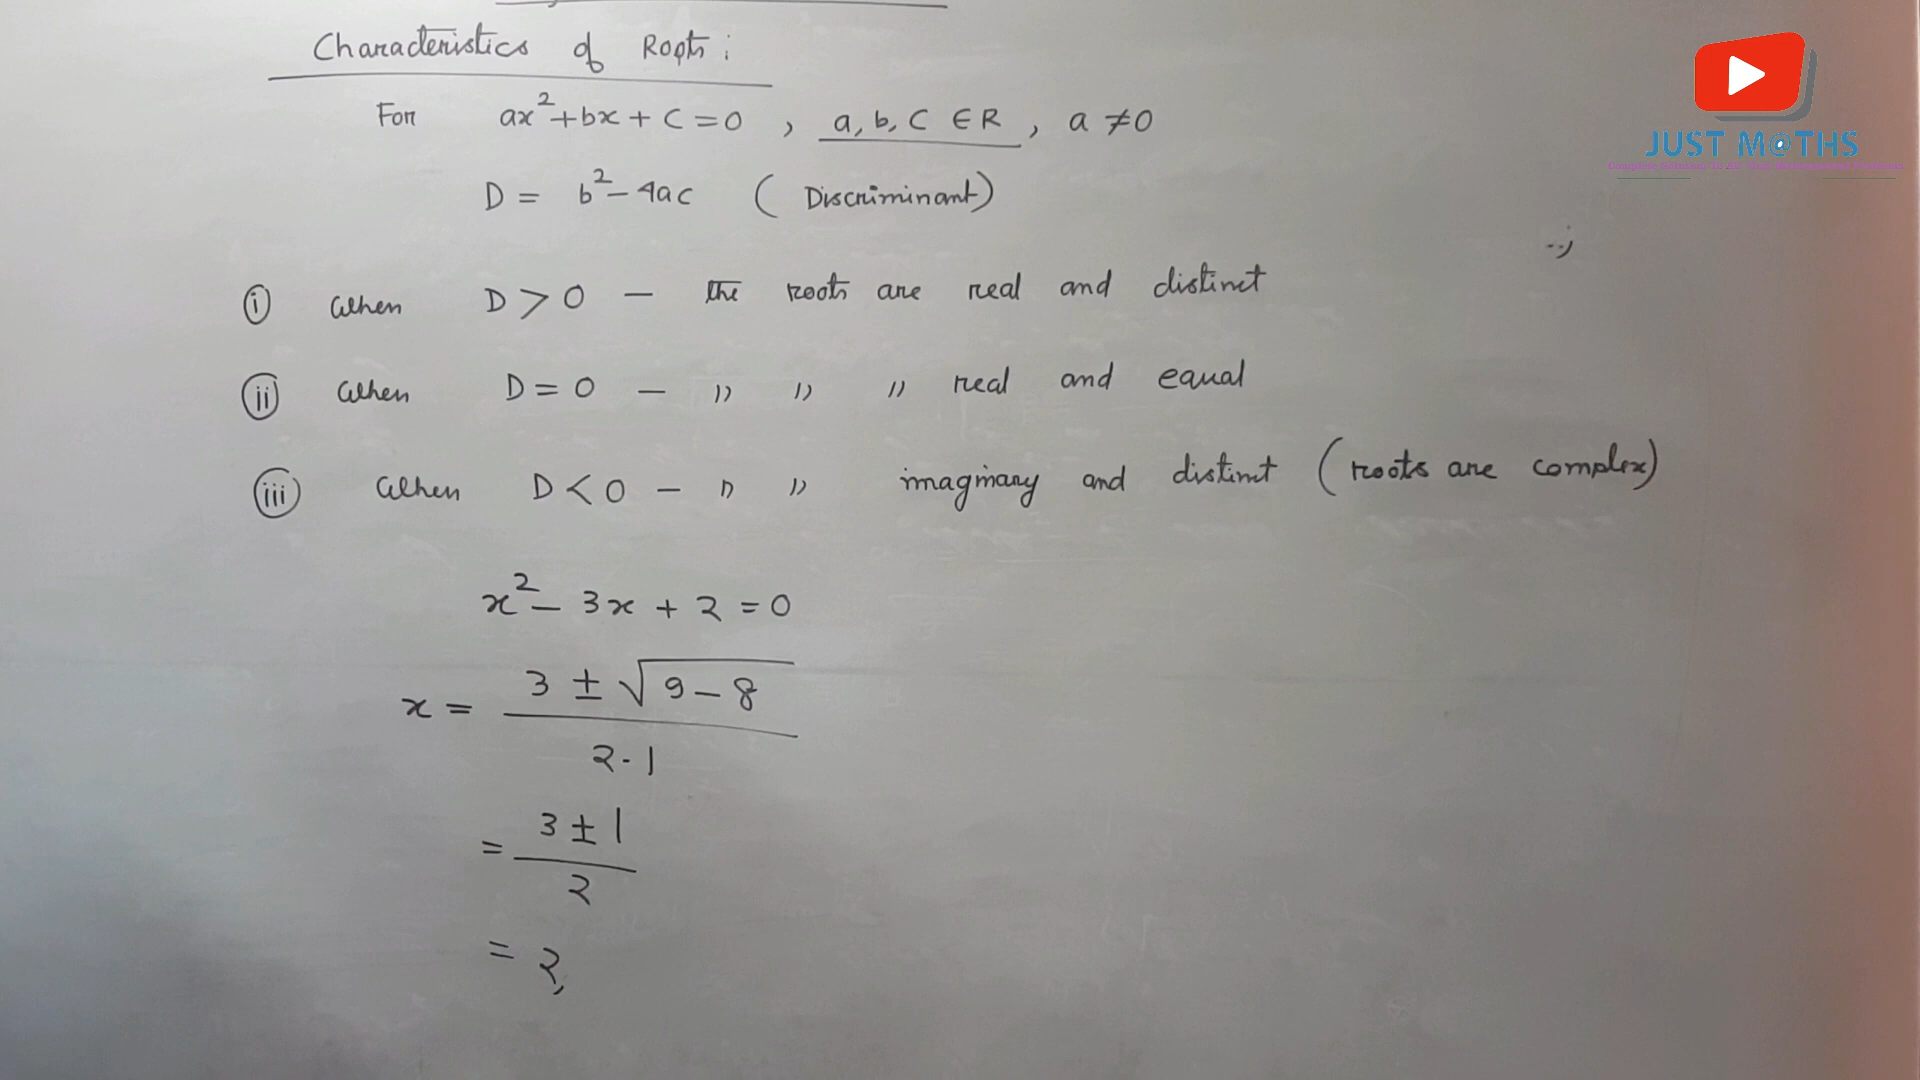 Characteristics of Roots :
For ax²+bx+c=0 , a,b,c ∈R , a ≠0
D = b²-4ac ( Discriminant)
(i) When D>0 - the roots are real and distinct
(ii) When D=0 - ,, ,, ,, real and equal
(iii) When D<0 - ,, ,, imaginary and distinct (roots are complex)
x²- 3x + 2 =0
x = 3 ± √9-8
2·1
= 3±1
2
= 2,
JUST M@THS